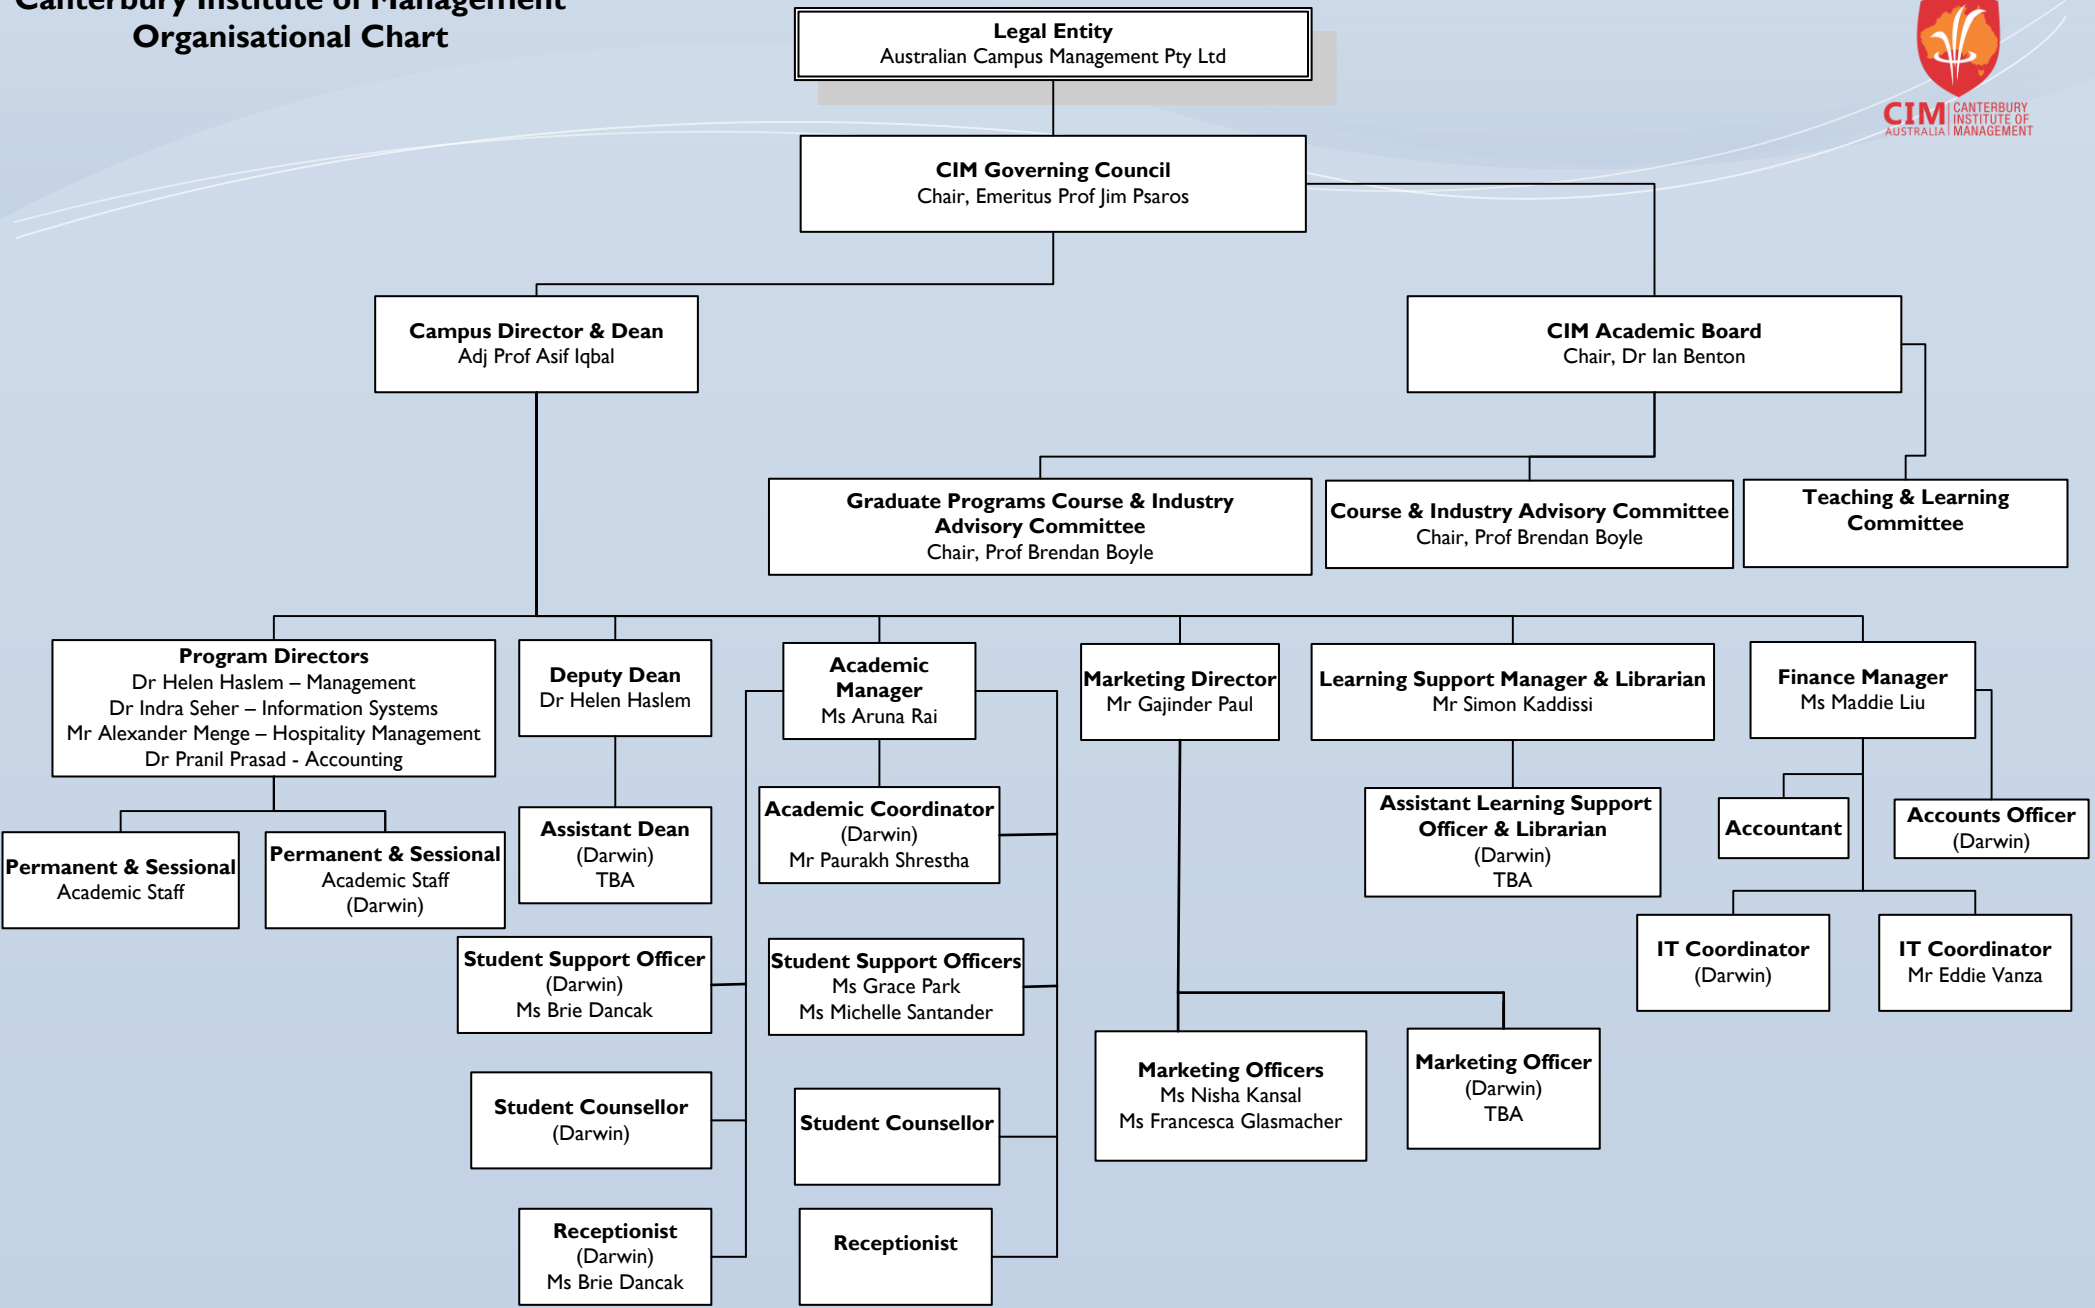 Canterbury Institute of Management
Organisational Chart
Legal Entity
Australian Campus Management Pty Ltd
CIM
AUSTRALIA
CANTERBURY
INSTITUTE OF
MANAGEMENT
CIM Governing Council
Chair, Emeritus Prof Jim Psaros
Campus Director & Dean
Adj Prof Asif Iqbal
CIM Academic Board
Chair, Dr Ian Benton
Graduate Programs Course & Industry
Advisory Committee
Chair, Prof Brendan Boyle
Course & Industry Advisory Committee
Chair, Prof Brendan Boyle
Teaching & Learning
Committee
Program Directors
Dr Helen Haslem – Management
Dr Indra Seher – Information Systems
Mr Alexander Menge – Hospitality Management
Dr Pranil Prasad - Accounting
Deputy Dean
Dr Helen Haslem
Academic
Manager
Ms Aruna Rai
Marketing Director
Mr Gajinder Paul
Learning Support Manager & Librarian
Mr Simon Kaddissi
Finance Manager
Ms Maddie Liu
Permanent & Sessional
Academic Staff
Permanent & Sessional
Academic Staff
(Darwin)
Assistant Dean
(Darwin)
TBA
Academic Coordinator
(Darwin)
Mr Paurakh Shrestha
Assistant Learning Support
Officer & Librarian
(Darwin)
TBA
Accountant
Accounts Officer
(Darwin)
Student Support Officer
(Darwin)
Ms Brie Dancak
Student Support Officers
Ms Grace Park
Ms Michelle Santander
IT Coordinator
(Darwin)
IT Coordinator
Mr Eddie Vanza
Marketing Officers
Ms Nisha Kansal
Ms Francesca Glasmacher
Marketing Officer
(Darwin)
TBA
Student Counsellor
(Darwin)
Student Counsellor
Receptionist
(Darwin)
Ms Brie Dancak
Receptionist